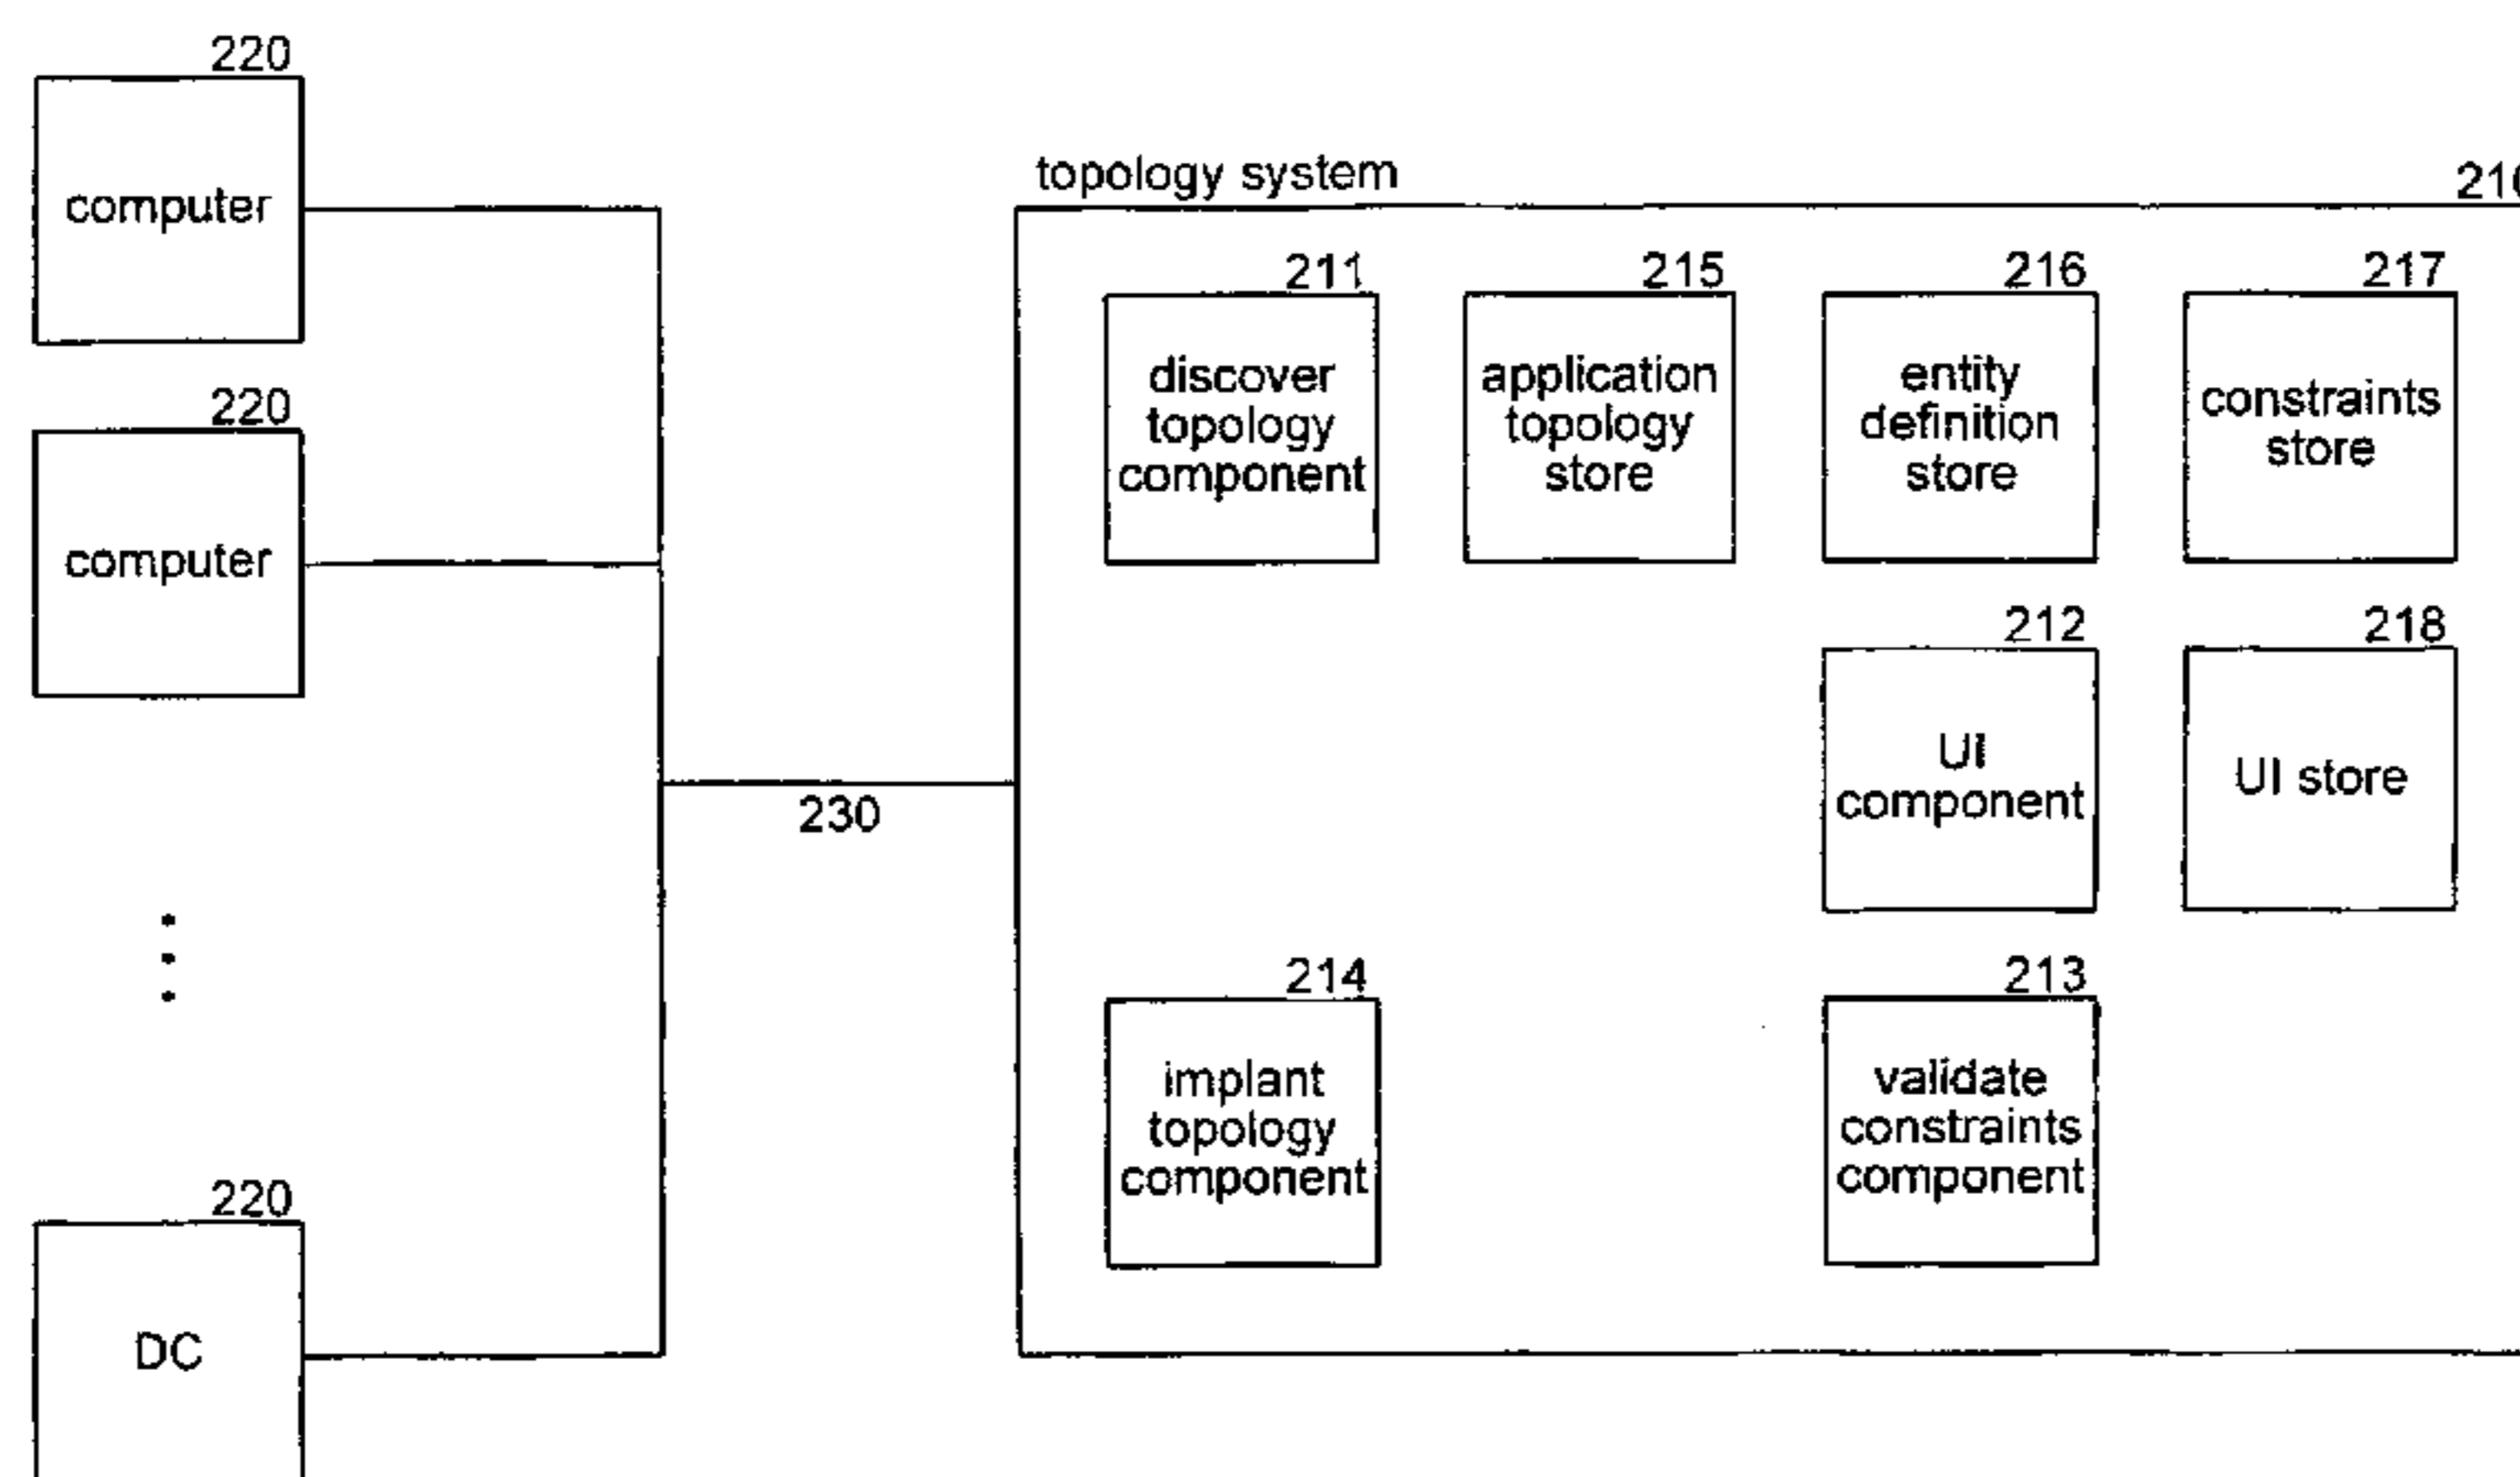 220
computer
220
computer
220
DC
230
topology system
211
discover
topology
component
215
application
topology
store
216
entity
definition
store
217
constraints
store
212
UI
component
218
UI store
214
implant
topology
component
213
validate
constraints
component